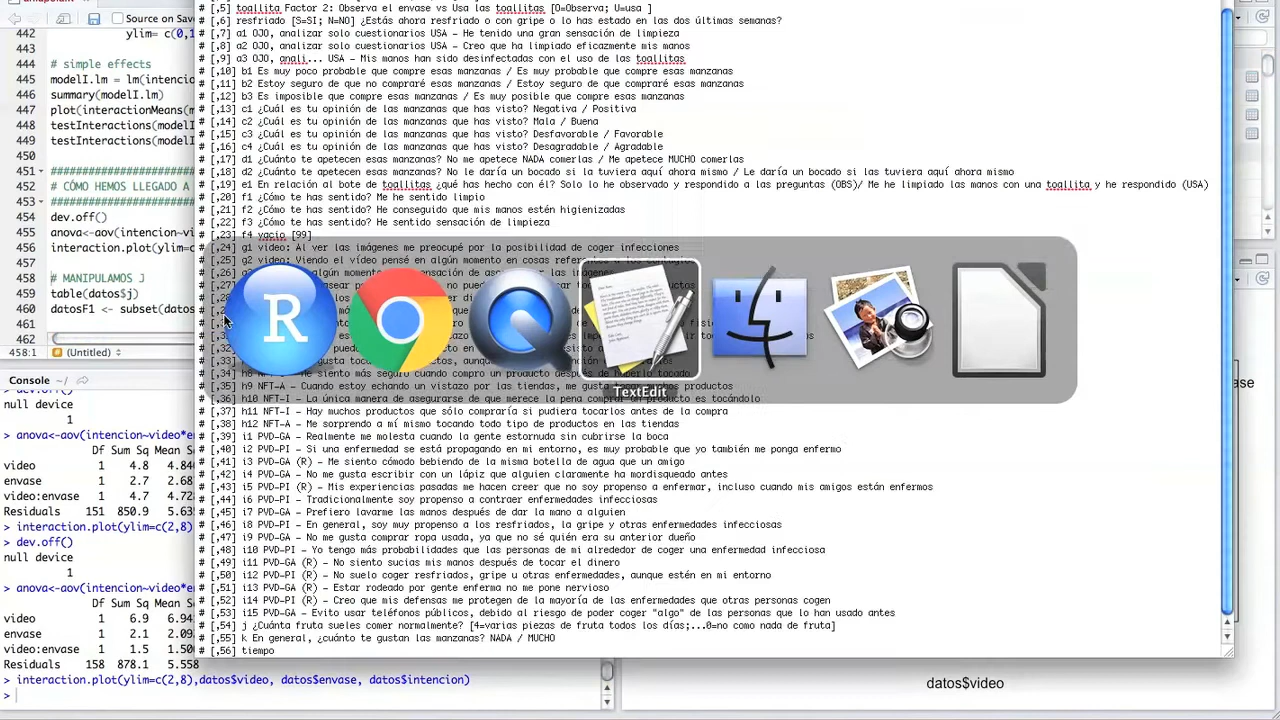 Source on Save
442
443
444
445
446
447
448
449
450
451
452
453
454
455
456
457
458
459
460
461
462
ylim= c(0,1
# simple effects
modelI.lm = lm(intencio
summary(modelI.lm)
plot(interactionMeans(m
testInteractions(modelI
testInteractions(modelI
# CÓMO HEMOS LLEGADO A
dev.off()
anova<-aov(intencion~vi
interaction.plot(ylim=c
# MANIPULAMOS J
table(datos$j)
datosF1 <- subset(datos
458:1 (Untitled)
Console ~/
dev.off()
null device
1
> anova<-aov(intencion~video*en
Df Sum Sq Mean S
video 1 4.8 4.84
envase 1 2.7 2.68
video:envase 1 4.7 4.72
Residuals 151 850.9 5.63
> interaction.plot(ylim=c(2,8)
> dev.off()
null device
1
> anova<-aov(intencion~video*en
Df Sum Sq Mean S
video 1 6.9 6.94
envase 1 2.1 2.09
video:envase 1 1.5 1.50
Residuals 158 878.1 5.558
> interaction.plot(ylim=c(2,8),datos$video, datos$envase, datos$intencion)
>
# [,5] toallita Factor 2: Observa el envase vs Usa las toallitas [O=Observa; U=usa ]
# [,6] resfriado [S=SI; N=NO] ¿Estás ahora resfriado o con gripe o lo has estado en las dos últimas semanas?
# [,7] a1 OJO, analizar solo cuestionarios USA - He tenido una gran sensación de limpieza
# [,8] a2 OJO, analizar solo cuestionarios USA - Creo que ha limpiado eficazmente mis manos
# [,9] a3 OJO, anali... USA - Mis manos han sido desinfectadas con el uso de las toallitas
# [,10] b1 Es muy poco probable que compre esas manzanas / Es muy probable que compre esas manzanas
# [,11] b2 Estoy seguro de que no compraré esas manzanas / Estoy seguro de que compraré esas manzanas
# [,12] b3 Es imposible que compre esas manzanas / Es muy posible que compre esas manzanas
# [,13] c1 ¿Cuál es tu opinión de las manzanas que has visto? Negativa / Positiva
# [,14] c2 ¿Cuál es tu opinión de las manzanas que has visto? Mala / Buena
# [,15] c3 ¿Cuál es tu opinión de las manzanas que has visto? Desfavorable / Favorable
# [,16] c4 ¿Cuál es tu opinión de las manzanas que has visto? Desagradable / Agradable
# [,17] d1 ¿Cuánto te apetecen esas manzanas? No me apetece NADA comerlas / Me apetece MUCHO comerlas
# [,18] d2 ¿Cuánto te apetecen esas manzanas? No le daría un bocado si la tuviera aquí ahora mismo / Le daría un bocado si las tuviera aquí ahora mismo
# [,19] e1 En relación al bote de toallitas ¿qué has hecho con él? Solo lo he observado y respondido a las preguntas (OBS)/ Me he limpiado las manos con una toallita y he respondido (USA)
# [,20] f1 ¿Cómo te has sentido? Me he sentido limpio
# [,21] f2 ¿Cómo te has sentido? He conseguido que mis manos estén higienizadas
# [,22] f3 ¿Cómo te has sentido? He sentido sensación de limpieza
# [,23] f4 vacio [99]
# [,24] g1 video: Al ver las imágenes me preocupé por la posibilidad de coger infecciones
# [,25] g2 video: Viendo el vídeo pensé en algún momento en cosas
# [,35] h9 NFT-A - Cuando estoy echando un vistazo por las tiendas, me gusta tocar muchos productos
# [,36] h10 NFT-I - La única manera de asegurarse de que merece la pena comprar un producto es tocándolo
# [,37] h11 NFT-I - Hay muchos productos que sólo compraría si pudiera tocarlos antes de la compra
# [,38] h12 NFT-A - Me sorprendo a mí mismo tocando todo tipo de productos en las tiendas
# [,39] i1 PVD-GA - Realmente me molesta cuando la gente estornuda sin cubrirse la boca
# [,40] i2 PVD-PI - Si una enfermedad se está propagando en mi entorno, es muy probable que yo también me ponga enfermo
# [,41] i3 PVD-GA (R) - Me siento cómodo bebiendo de la misma botella de agua que un amigo
# [,42] i4 PVD-GA - No me gusta escribir con un lápiz que alguien claramente ha mordisqueado antes
# [,43] i5 PVD-PI (R) - Mis experiencias pasadas me hacen creer que no soy propenso a enfermar, incluso cuando mis amigos están enfermos
# [,44] i6 PVD-PI - Tradicionalmente soy propenso a contraer enfermedades infecciosas
# [,45] i7 PVD-GA - Prefiero lavarme las manos después de dar la mano a alguien
# [,46] i8 PVD-PI - En general, soy muy propenso a los resfriados, la gripe y otras enfermedades infecciosas
# [,47] i9 PVD-GA - No me gusta comprar ropa usada, ya que no sé quién era su anterior dueño
# [,48] i10 PVD-PI - Yo tengo más probabilidades que las personas de mi alrededor de coger una enfermedad infecciosa
# [,49] i11 PVD-GA (R) - No siento sucias mis manos después de tocar el dinero
# [,50] i12 PVD-PI (R) - No suelo coger resfriados, gripe u otras enfermedades, aunque estén en mi entorno
# [,51] i13 PVD-GA (R) - Estar rodeado por gente enferma no me pone nervioso
# [,52] i14 PVD-PI (R) - Creo que mis defensas me protegen de la mayoría de las enfermedades que otras personas cogen
# [,53] i15 PVD-GA - Evito usar teléfonos públicos, debido al riesgo de poder coger "algo" de las personas que lo han usado antes
# [,54] j ¿Cuánta fruta sueles comer normalmente? [4=varias piezas de fruta todos los días;...0=no como nada de fruta]
# [,55] k En general, ¿cuánto te gustan las manzanas? NADA / MUCHO
# [,56] tiempo
R
TextEdit
datos$video